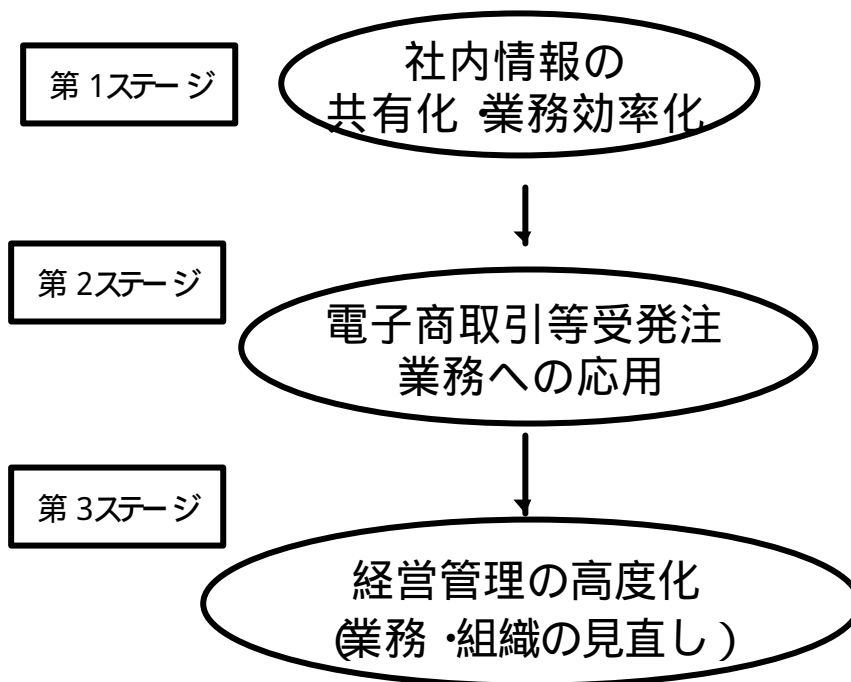 第1ステージ
社内情報の
共有化・業務効率化
第2ステージ
電子商取引等受発注
業務への応用
第3ステージ
経営管理の高度化
(業務・組織の見直し)